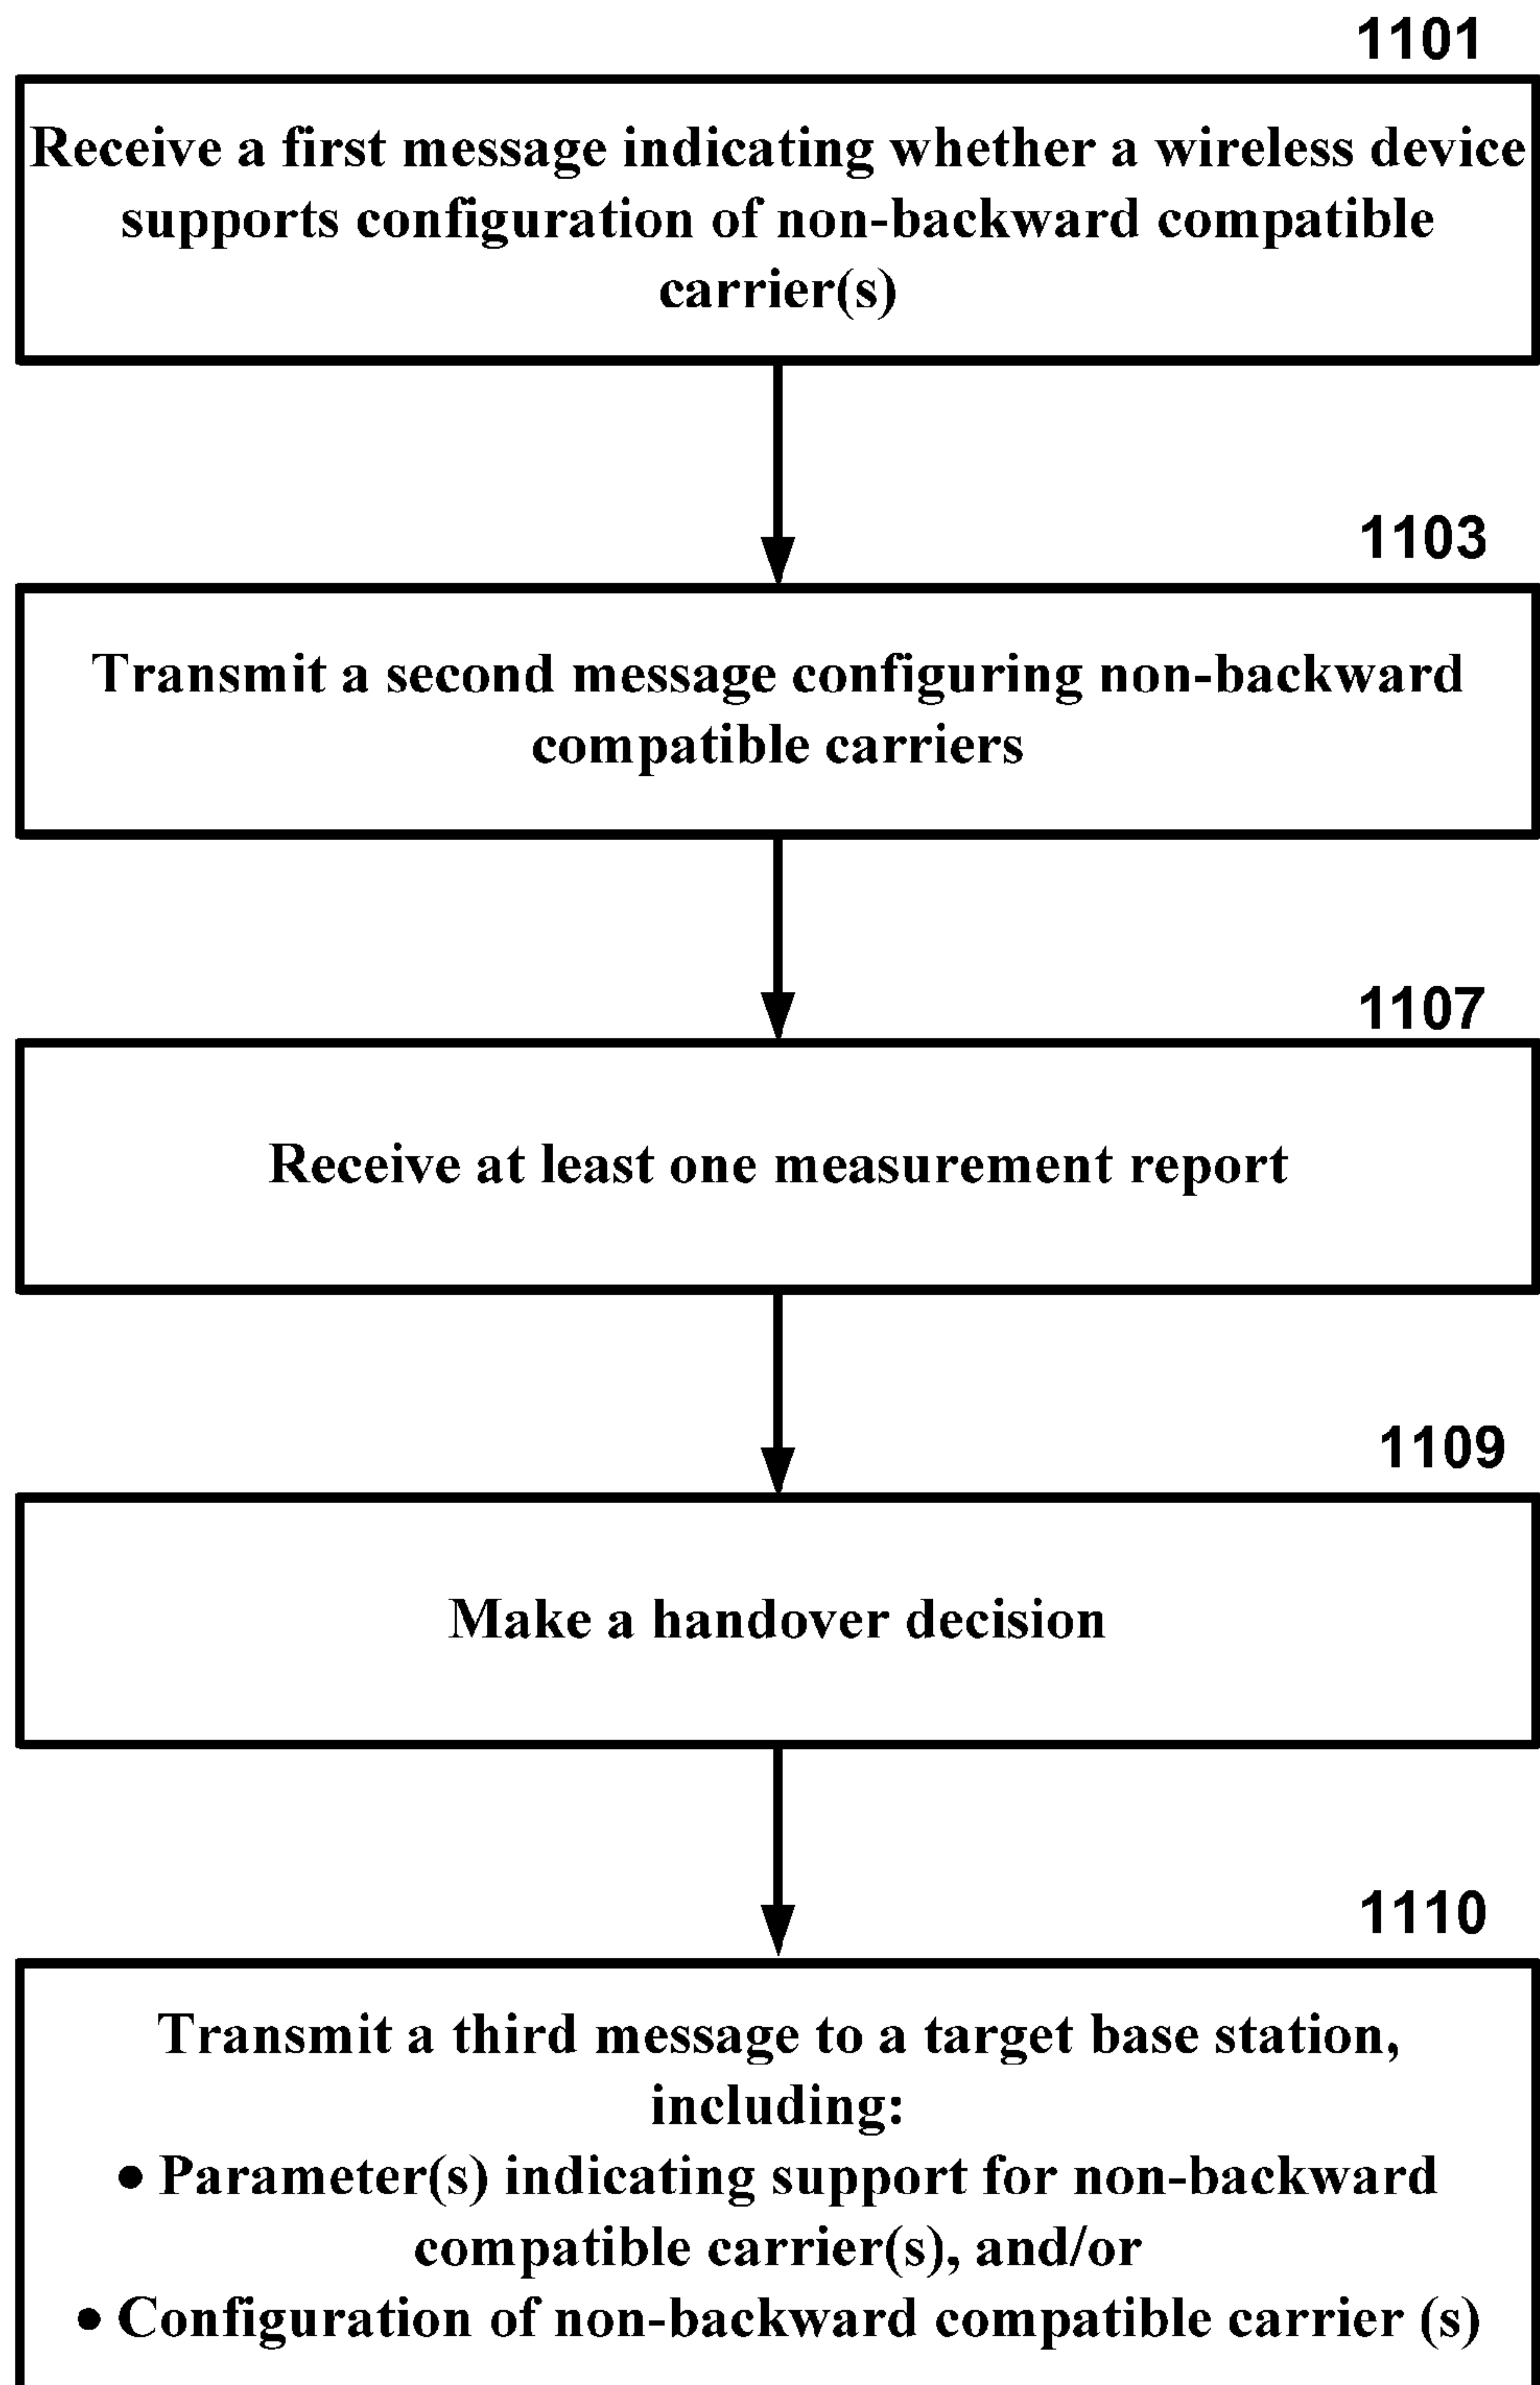 1101
Receive a first message indicating whether a wireless device
supports configuration of non-backward compatible
carrier(s)
1103
Transmit a second message configuring non-backward
compatible carriers
1107
Receive at least one measurement report
1109
Make a handover decision
1110
Transmit a third message to a target base station,
including:
● Parameter(s) indicating support for non-backward
compatible carrier(s), and/or
● Configuration of non-backward compatible carrier (s)